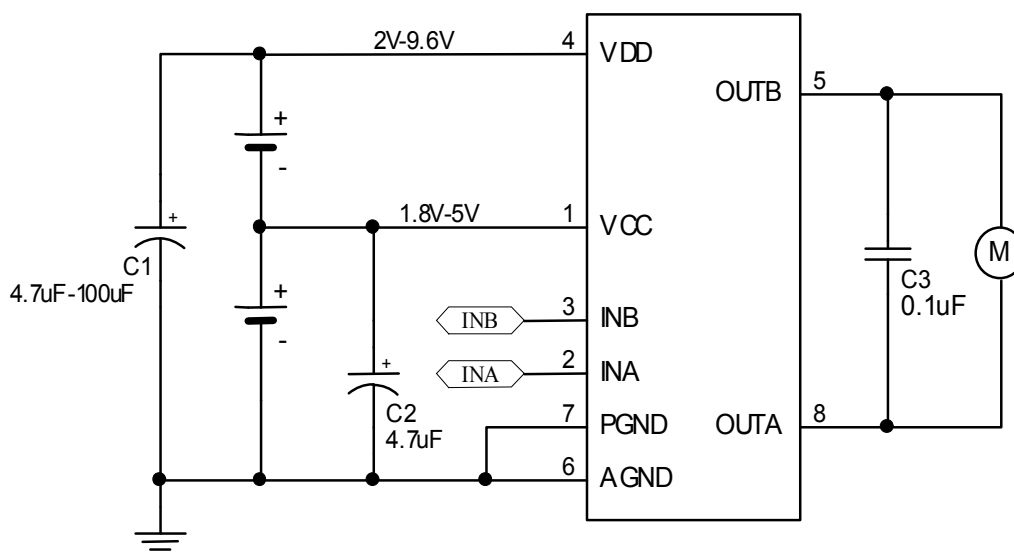 2V-9.6V
4
VDD
OUTB
5
+
-
1.8V-5V
1
VCC
+
C1
4.7uF-100uF
+
-
INB
3
INB
INA
2
INA
+
C2
4.7uF
7
PGND
6
AGND
OUTA
8
C3
0.1uF
M